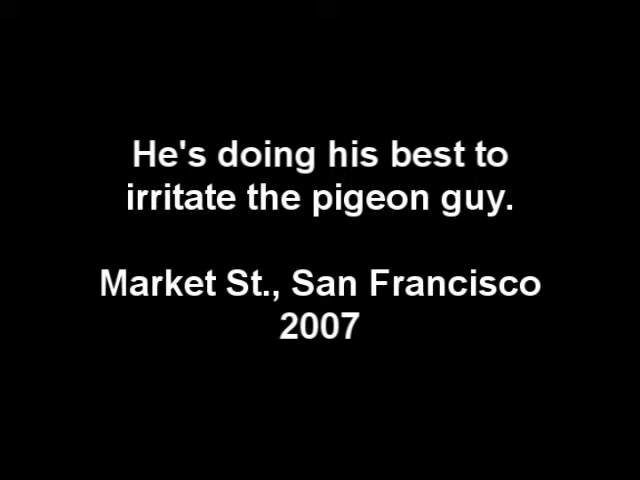 He's doing his best to
irritate the pigeon guy.
Market St., San Francisco
2007